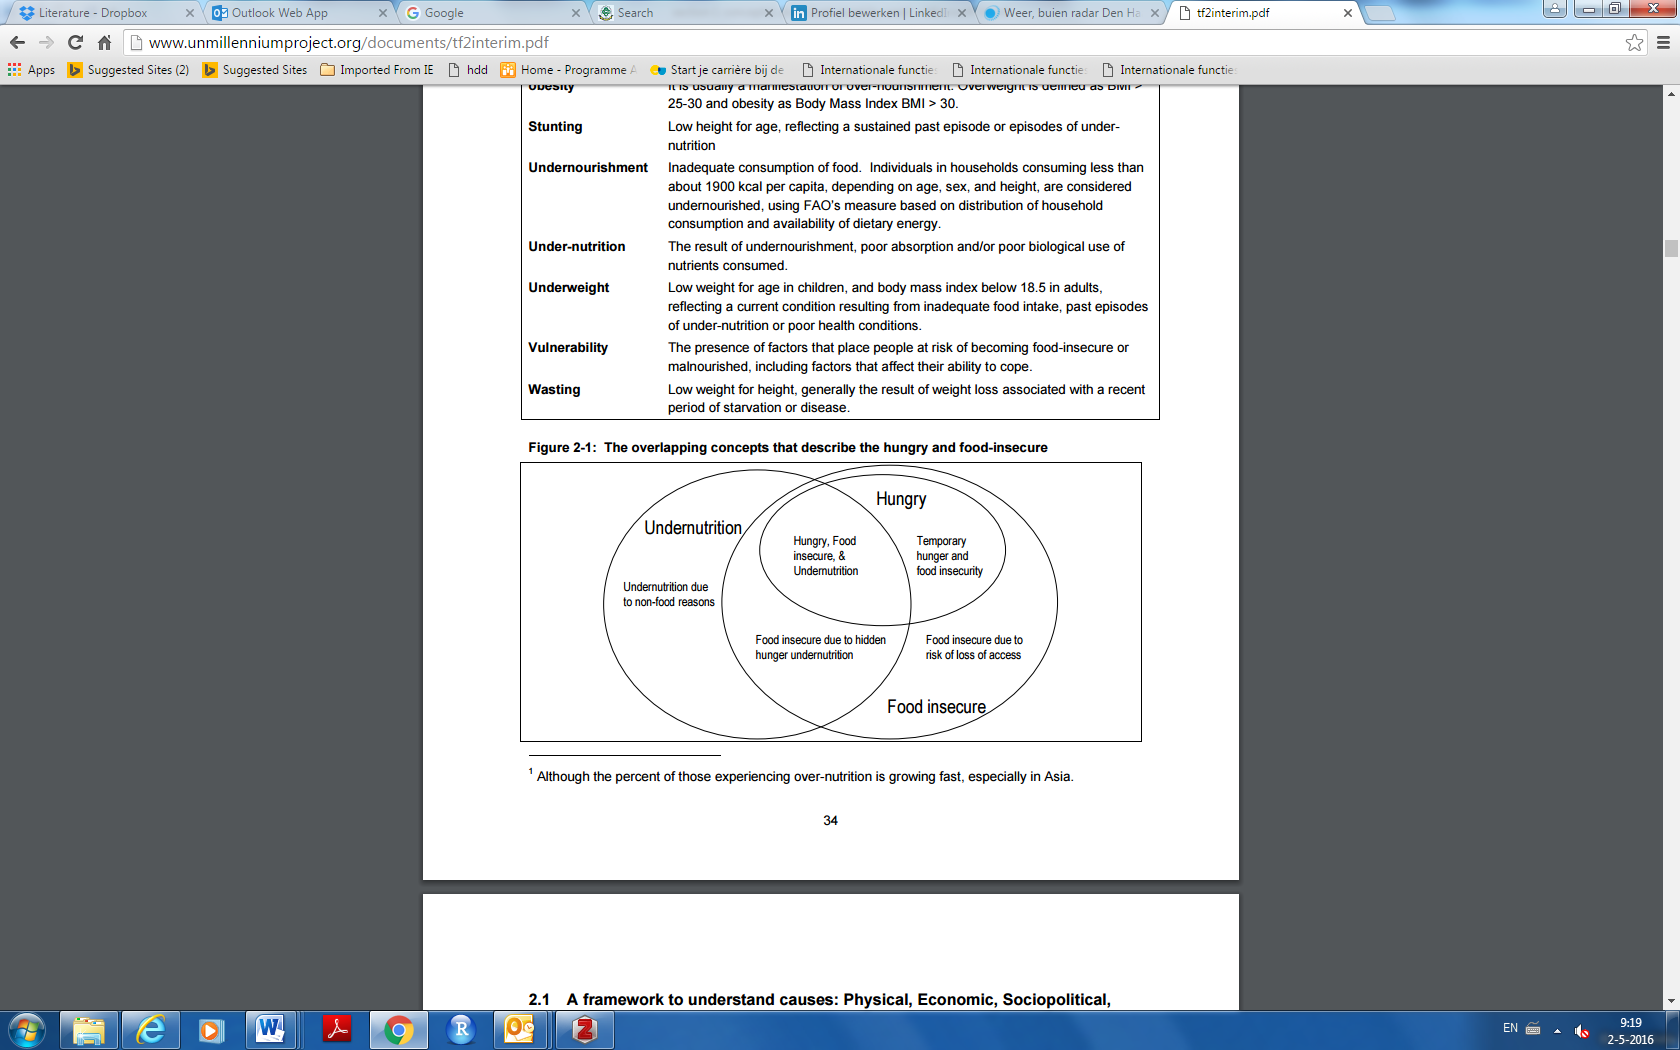 Literature - Dropbox
Outlook Web App
Google
Search
Profiel bewerken | LinkedI
Weer, buien radar Den Ha
tf2interim.pdf
www.unmillenniumproject.org/documents/tf2interim.pdf
Apps
Suggested Sites (2)
Suggested Sites
Imported From IE
hdd
Home - Programme A
Start je carrière bij de
Internationale functie
Internationale functie
Internationale functie
obesity
It is usually a manifestation of over-nourishment. Overweight is defined as BMI >
25-30 and obesity as Body Mass Index BMI > 30.
Stunting
Low height for age, reflecting a sustained past episode or episodes of under-
nutrition
Undernourishment
Inadequate consumption of food.  Individuals in households consuming less than
about 1900 kcal per capita, depending on age, sex, and height, are considered
undernourished, using FAO's measure based on distribution of household
consumption and availability of dietary energy.
Under-nutrition
The result of undernourishment, poor absorption and/or poor biological use of
nutrients consumed.
Underweight
Low weight for age in children, and body mass index below 18.5 in adults,
reflecting a current condition resulting from inadequate food intake, past episodes
of under-nutrition or poor health conditions.
Vulnerability
The presence of factors that place people at risk of becoming food-insecure or
malnourished, including factors that affect their ability to cope.
Wasting
Low weight for height, generally the result of weight loss associated with a recent
period of starvation or disease.
Figure 2-1:  The overlapping concepts that describe the hungry and food-insecure
Hungry
Undernutrition
Hungry, Food
insecure, &
Undernutrition
Temporary
hunger and
food insecurity
Undernutrition due
to non-food reasons
Food insecure due to hidden
hunger undernutrition
Food insecure due to
risk of loss of access
Food insecure
1 Although the percent of those experiencing over-nutrition is growing fast, especially in Asia.
34
2.1    A framework to understand causes: Physical, Economic, Sociopolitical,
EN
9:19
2-5-2016